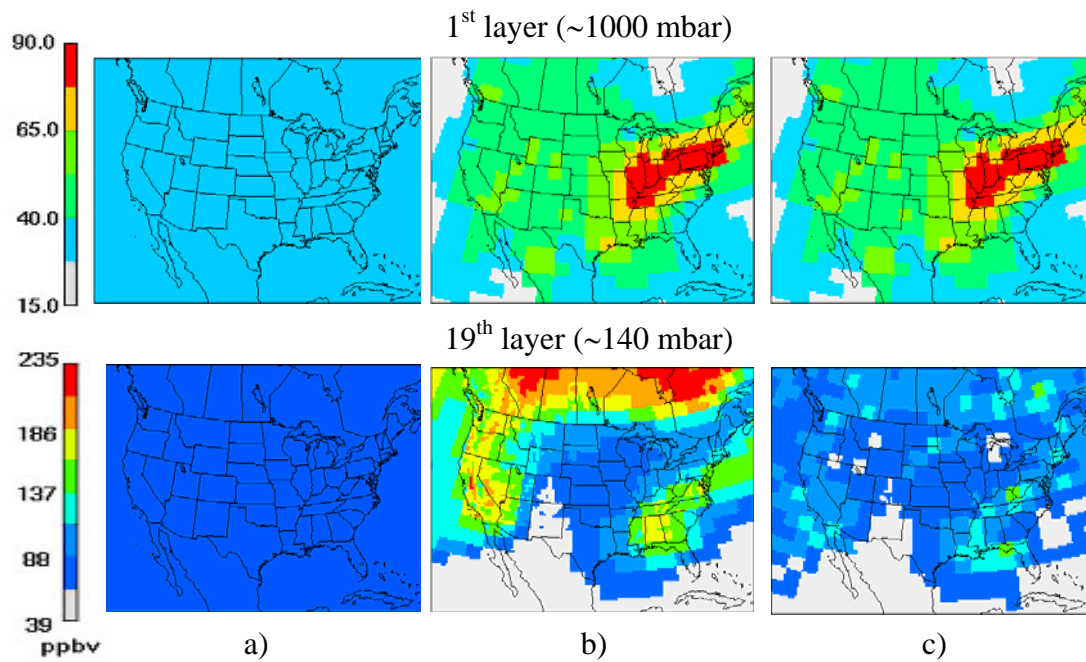 1st layer (~1000 mbar)
90.0
65.0
40.0
15.0
19th layer (~140 mbar)
235
186
137
88
39
ppbv
a)
b)
c)